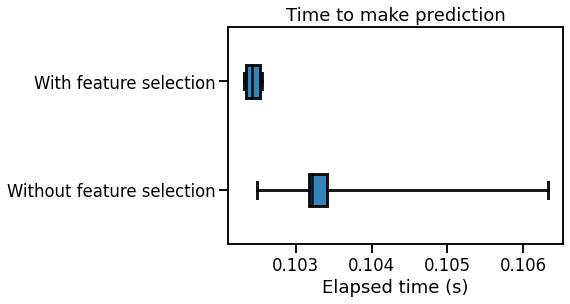 Time to make prediction
With feature selection
Without feature selection
0.103 0.104 0.105 0.106
Elapsed time (s)